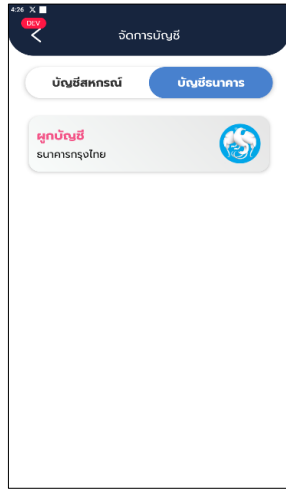 4:26 X
DEV
จัดการบัญชี
บัญชีสหกรณ์ บัญชีธนาคาร
ผูกบัญชี
ธนาคารกรุงไทย